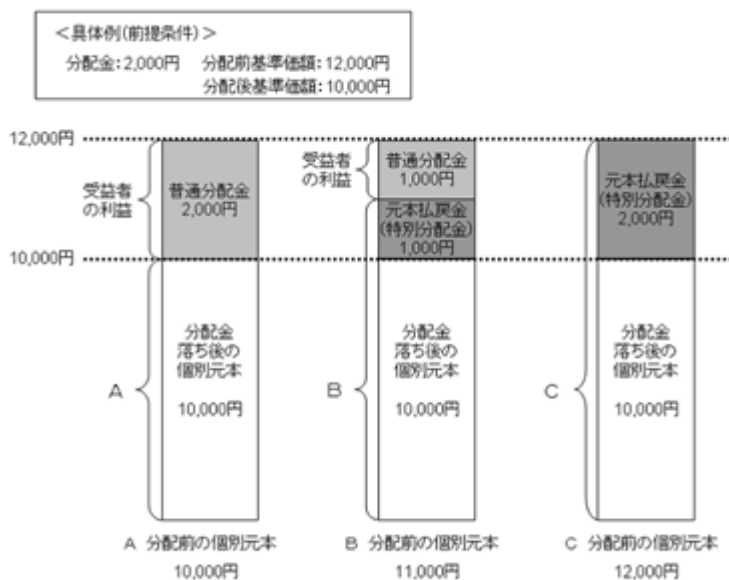 ＜具体例(前提条件)＞
分配金：2,000円　分配前基準価額：12,000円
分配後基準価額：10,000円
12,000円
受益者
の利益
普通分配金
2,000円
受益者
の利益
普通分配金
1,000円
元本払戻金
(特別分配金)
1,000円
元本払戻金
(特別分配金)
2,000円
10,000円
A
分配金
落ち後の
個別元本
10,000円
B
分配金
落ち後の
個別元本
10,000円
C
分配金
落ち後の
個別元本
10,000円
A 分配前の個別元本
10,000円
B 分配前の個別元本
11,000円
C 分配前の個別元本
12,000円